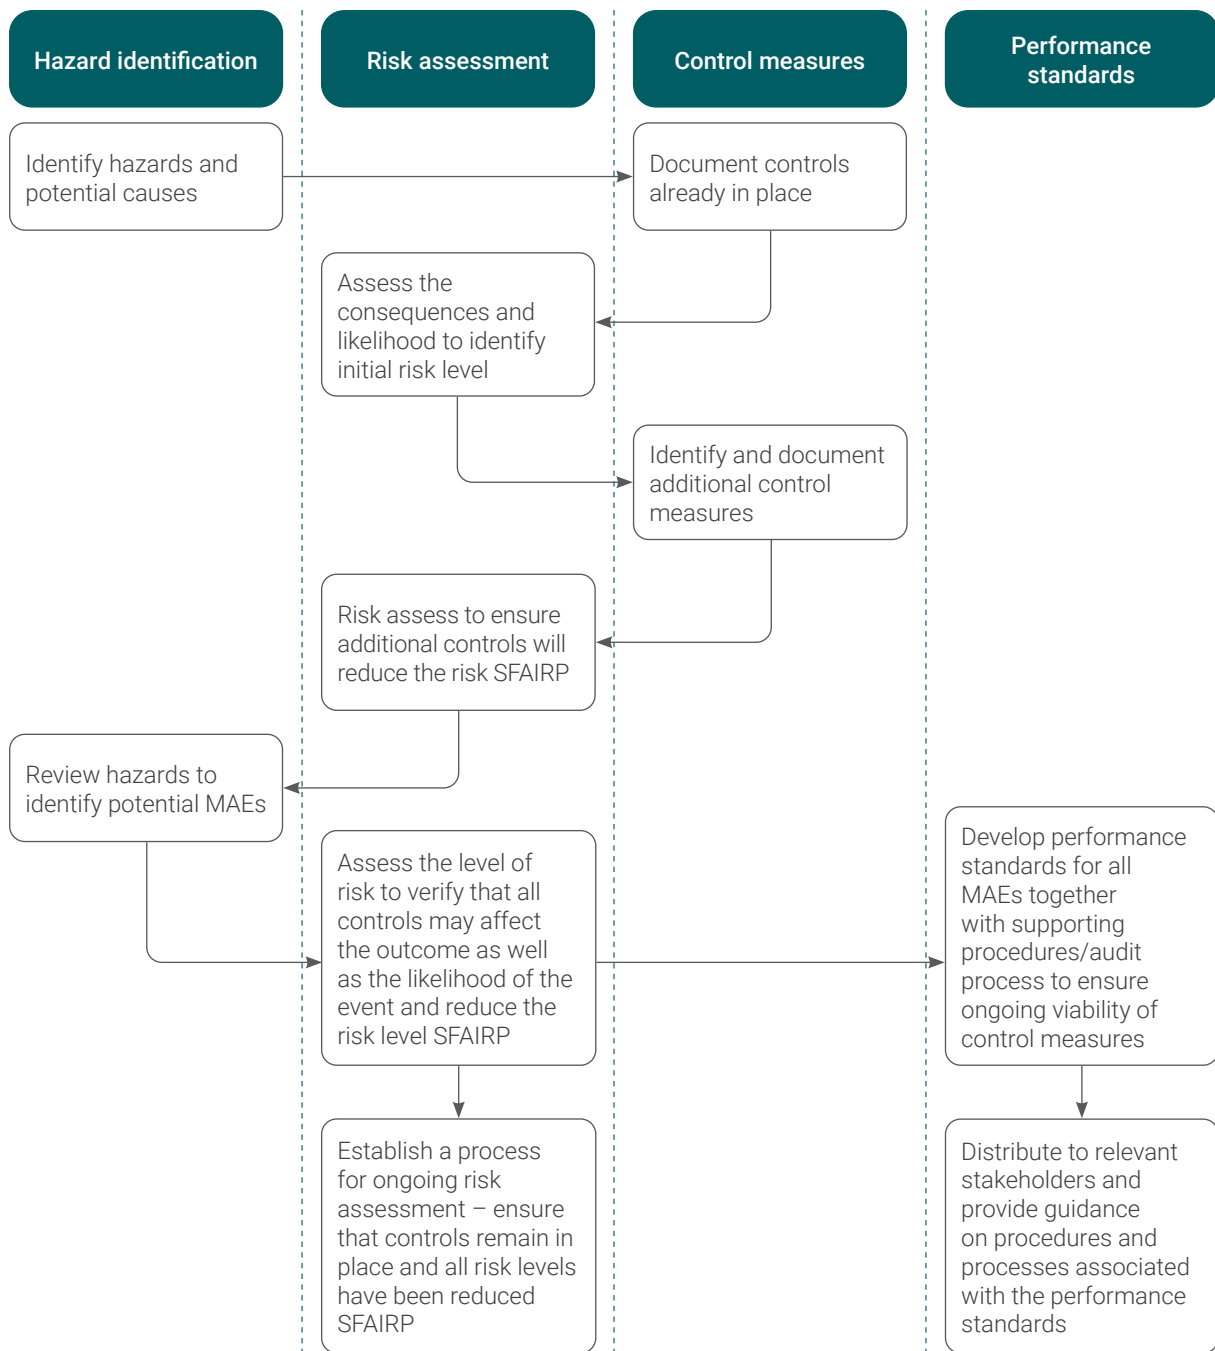 Hazard identification
Risk assessment
Control measures
Performance
standards
Identify hazards and
potential causes
Document controls
already in place
Assess the
consequences and
likelihood to identify
initial risk level
Identify and document
additional control
measures
Risk assess to ensure
additional controls will
reduce the risk SFAIRP
Review hazards to
identify potential MAEs
Assess the level of
risk to verify that all
controls may affect
the outcome as well
as the likelihood of the
event and reduce the
risk level SFAIRP
Develop performance
standards for all
MAEs together
with supporting
procedures/audit
process to ensure
ongoing viability of
control measures
Establish a process
for ongoing risk
assessment – ensure
that controls remain in
place and all risk levels
have been reduced
SFAIRP
Distribute to relevant
stakeholders and
provide guidance
on procedures and
processes associated
with the performance
standards